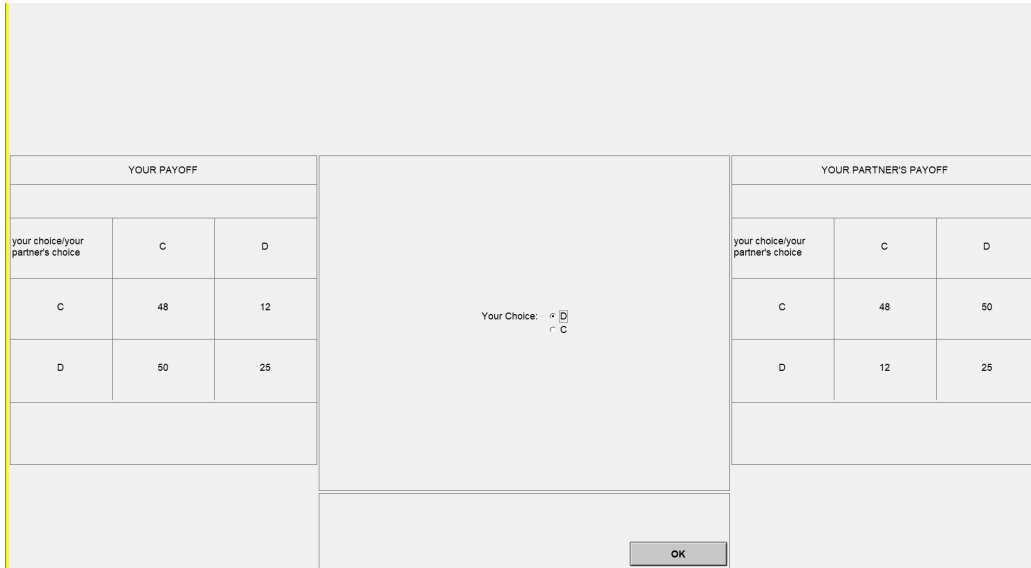 YOUR PAYOFF
your choice/your
partner's choice
C
D
C
48
12
D
50
25
Your Choice:
D
C
OK
YOUR PARTNER'S PAYOFF
your choice/your
partner's choice
C
D
C
48
50
D
12
25